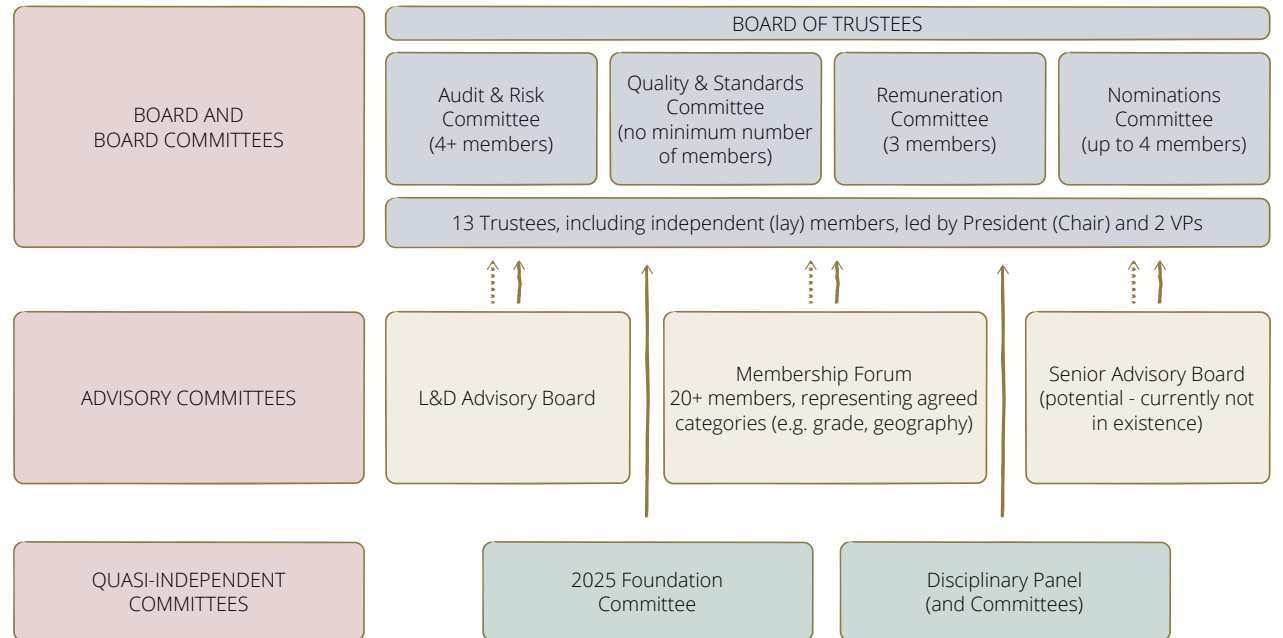 BOARD AND
BOARD COMMITTEES
BOARD OF TRUSTEES
Audit & Risk
Committee
(4+ members)
Quality & Standards
Committee
(no minimum number
of members)
Remuneration
Committee
(3 members)
Nominations
Committee
(up to 4 members)
13 Trustees, including independent (lay) members, led by President (Chair) and 2 VPs
ADVISORY COMMITTEES
L&D Advisory Board
Membership Forum
20+ members, representing agreed
categories (e.g. grade, geography)
Senior Advisory Board
(potential - currently not
in existence)
QUASI-INDEPENDENT
COMMITTEES
2025 Foundation
Committee
Disciplinary Panel
(and Committees)